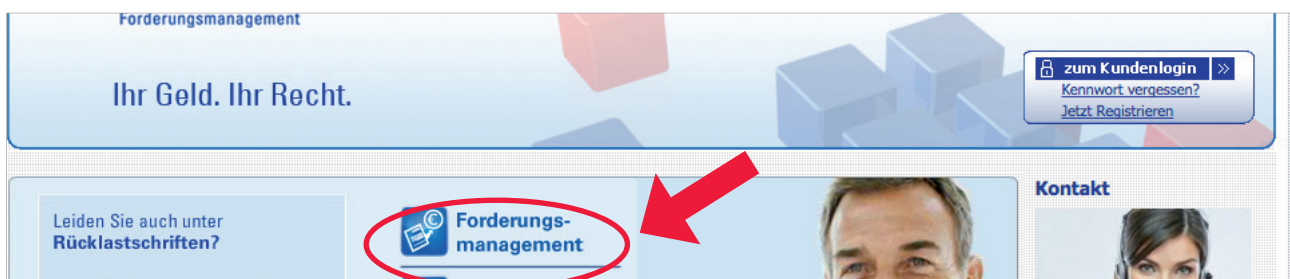 Forderungsmanagement
Ihr Geld. Ihr Recht.
zum Kundenlogin
Kennwort vergessen?
Jetzt Registrieren
Leiden Sie auch unter
Rücklastschriften?
Forderungs-
management
Kontakt